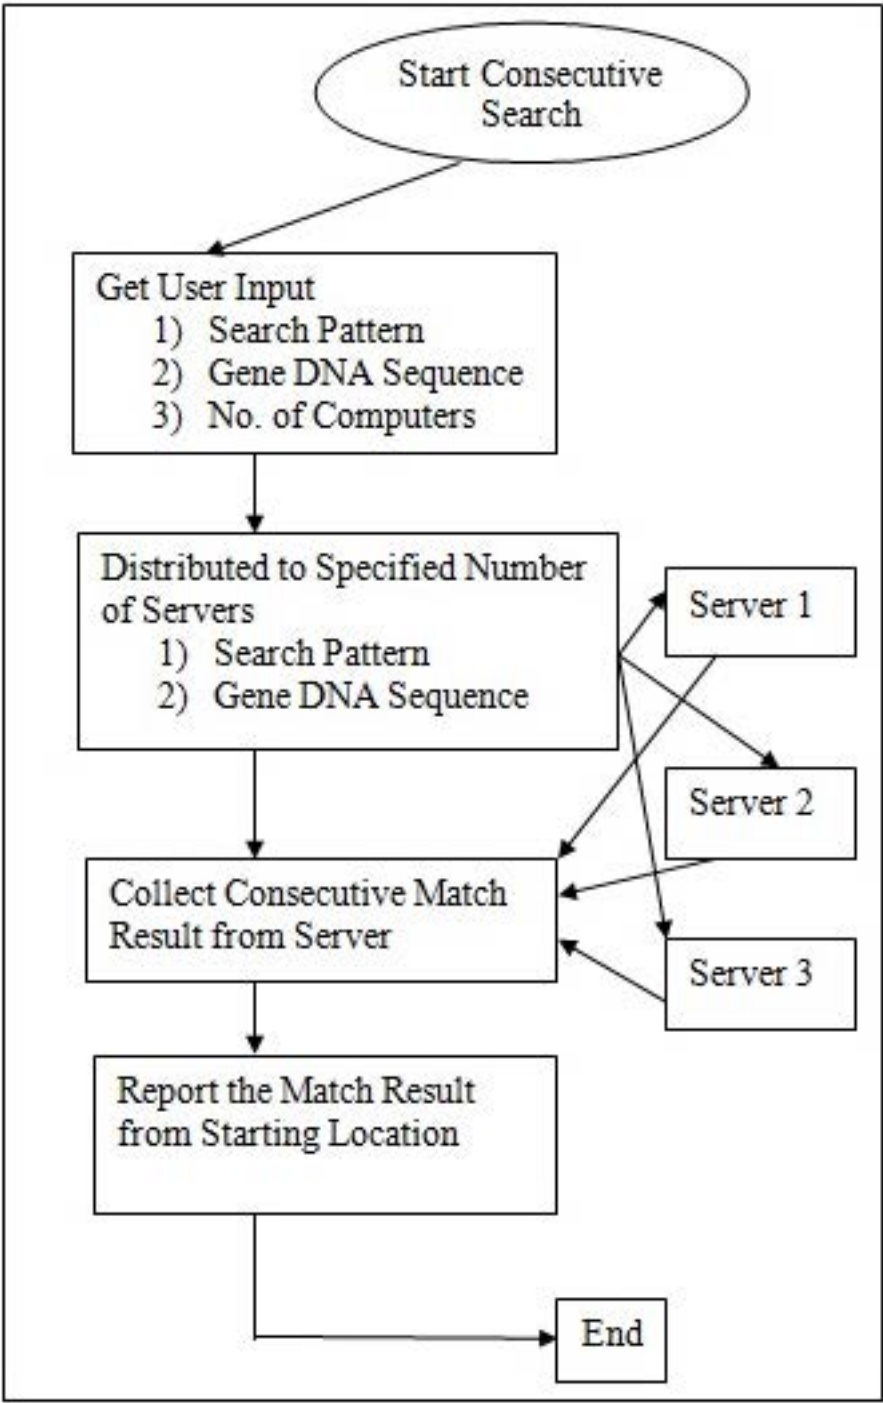 Start Consecutive
Search
Get User Input
1) Search Pattern
2) Gene DNA Sequence
3) No. of Computers
Distributed to Specified Number
of Servers
1) Search Pattern
2) Gene DNA Sequence
Server 1
Server 2
Collect Consecutive Match
Result from Server
Server 3
Report the Match Result
from Starting Location
End